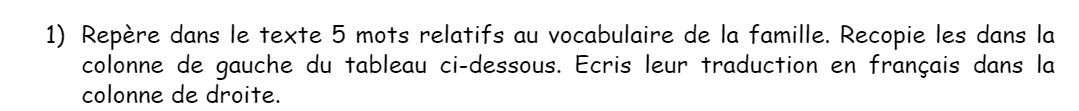 1) Repère dans le texte 5 mots relatifs au vocabulaire de la famille. Recopie les dans la
colonne de gauche du tableau ci-dessous. Ecris leur traduction en français dans la
colonne de droite.